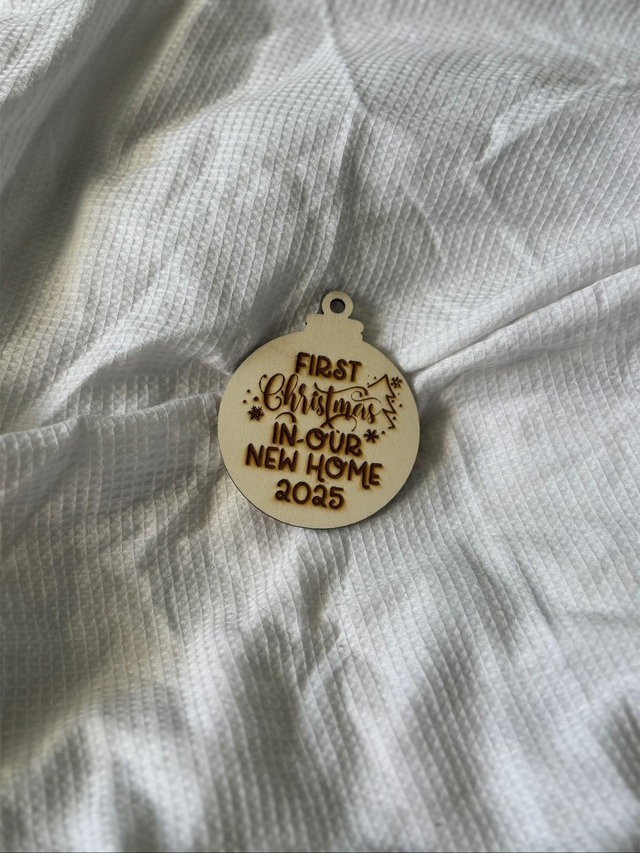 FIRST
Christmas
IN OUR
NEW HOME
2025